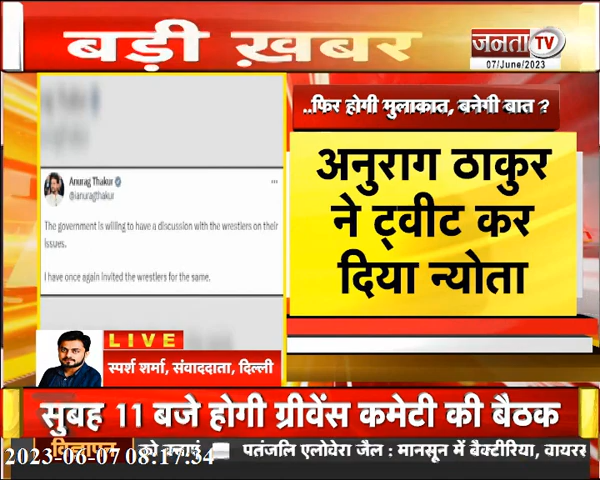 बड़ी ख़बर
जनता TV
07/June/2023
..फिर होगी मुलाकात, बनेगी बात ?
अनुराग ठाकुर
ने ट्वीट कर
दिया न्योता
Anurag Thakur
@ianuragthakur
The government is willing to have a discussion with the wrestlers on their
issues.
I have once again invited the wrestlers for the same.
LIVE
स्पर्श शर्मा, संवाददाता, दिल्ली
सुबह 11 बजे होगी ग्रीवेंस कमेटी की बैठक
विज्ञापन
पतंजलि एलोवेरा जैल : मानसून में बैक्टीरिया, वायरस
2023-06-07 08:17:34